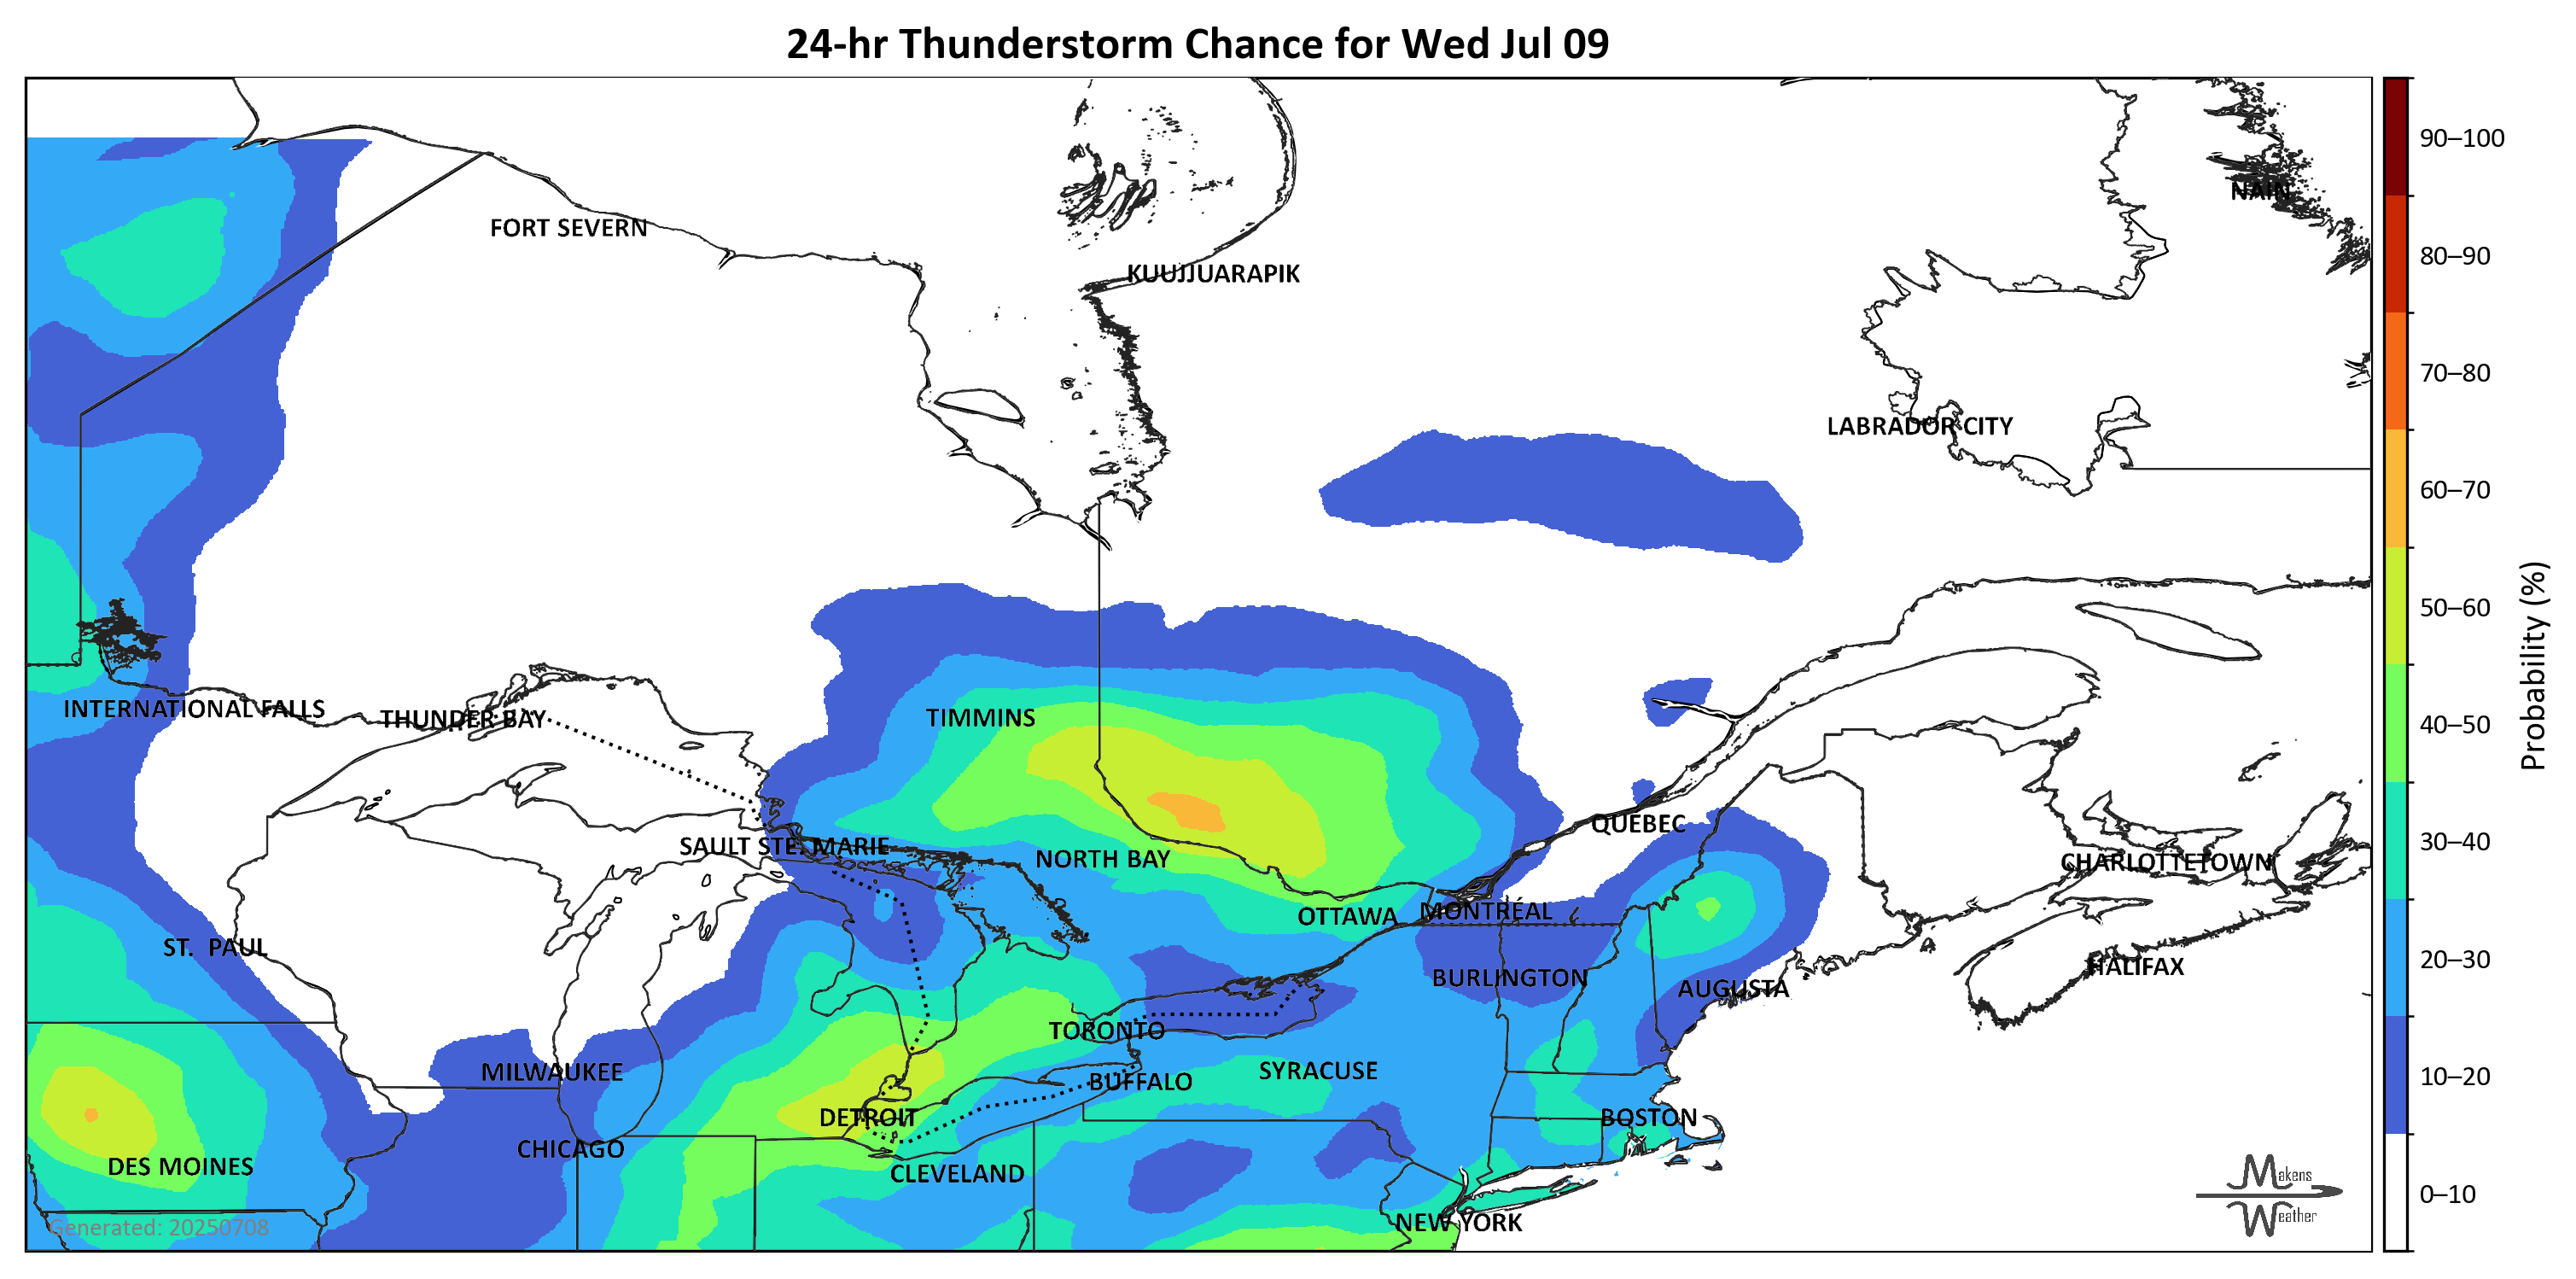 24-hr Thunderstorm Chance for Wed Jul 09
90–100
NAIN
FORT SEVERN
80–90
KUUJJUARAPIK
70–80
LABRADOR CITY
60–70
50–60
INTERNATIONAL FALLS
THUNDER BAY
TIMMINS
40–50
Probability (%)
QUEBEC
30–40
SAULT STE. MARIE
NORTH BAY
CHARLOTTETOWN
OTTAWA
MONTRÉAL
ST. PAUL
20–30
HALIFAX
BURLINGTON
AUGUSTA
TORONTO
MILWAUKEE
SYRACUSE
10–20
BUFFALO
DETROIT
BOSTON
CHICAGO
DES MOINES
CLEVELAND
Makens
Weather
0–10
NEW YORK
Generated: 20250708